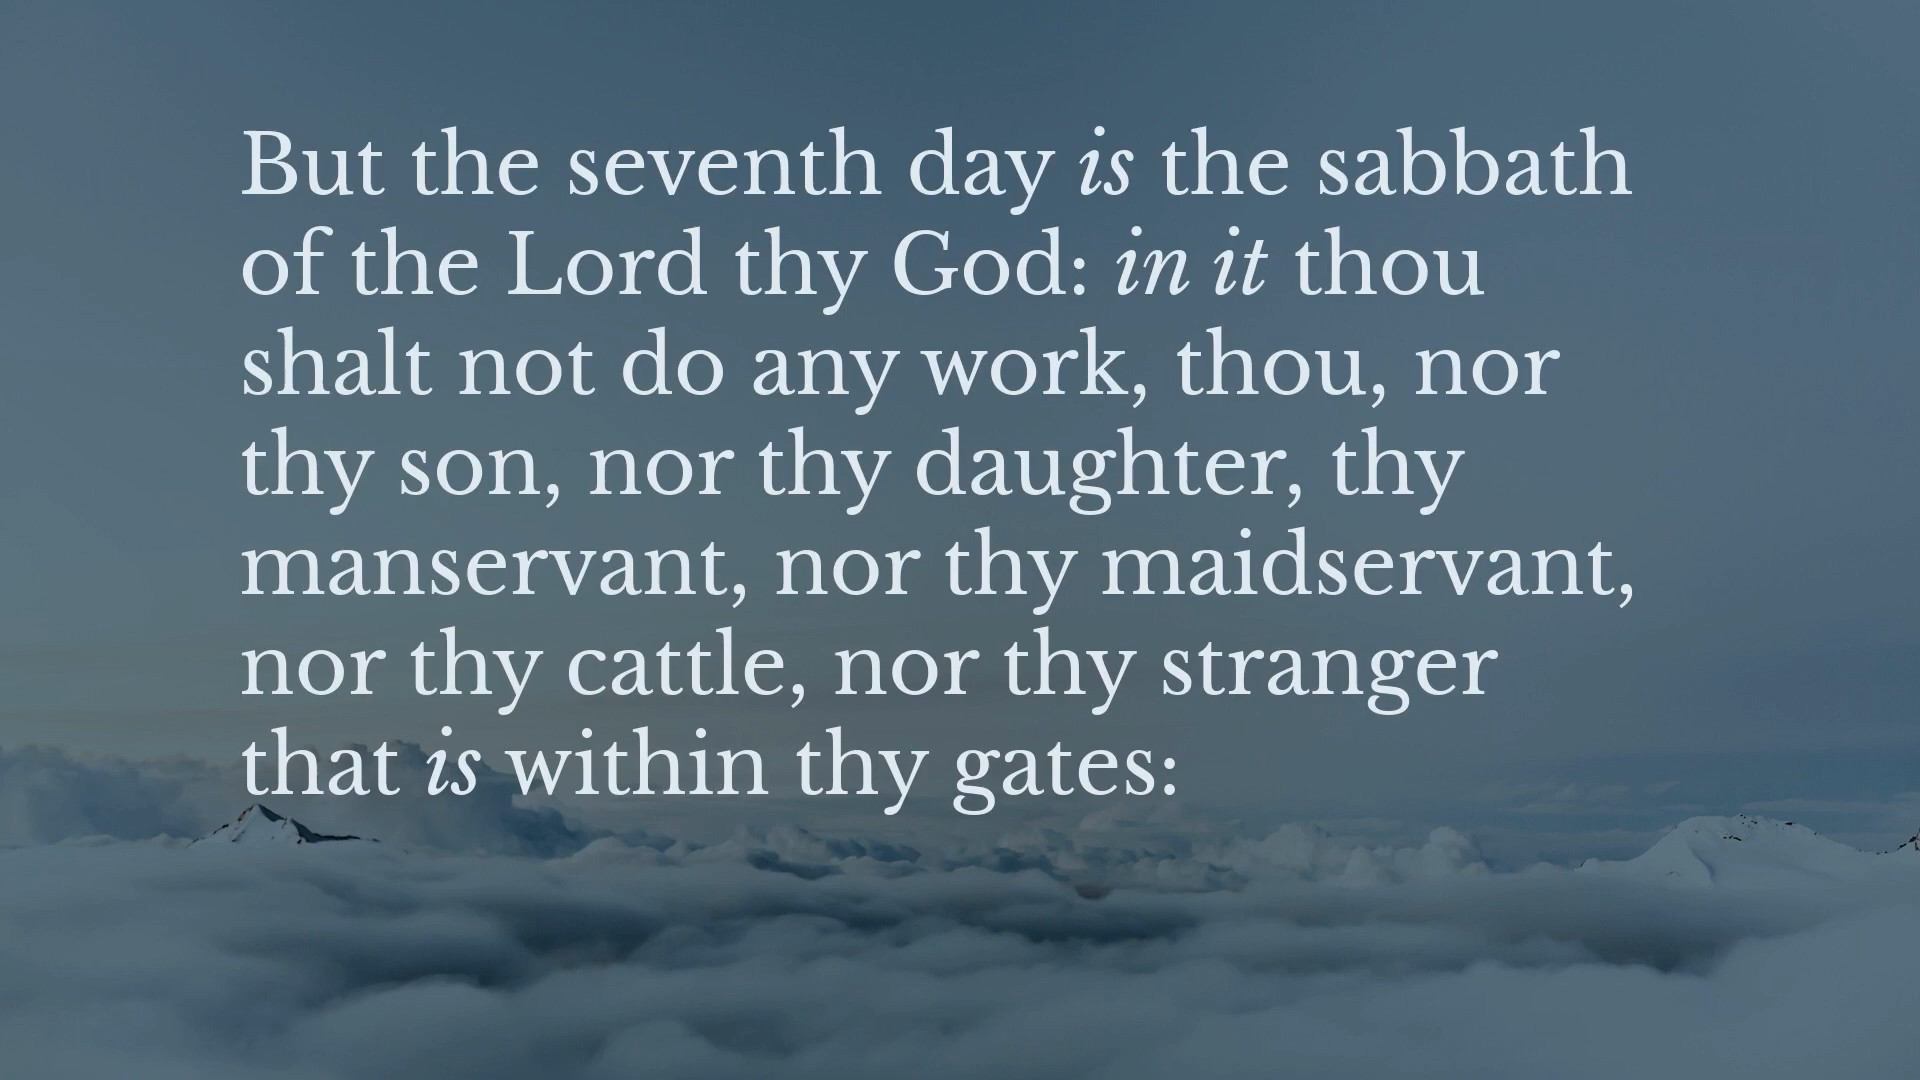 But the seventh day is the sabbath
of the Lord thy God: in it thou
shalt not do any work, thou, nor
thy son, nor thy daughter, thy
manservant, nor thy maidservant,
nor thy cattle, nor thy stranger
that is within thy gates: